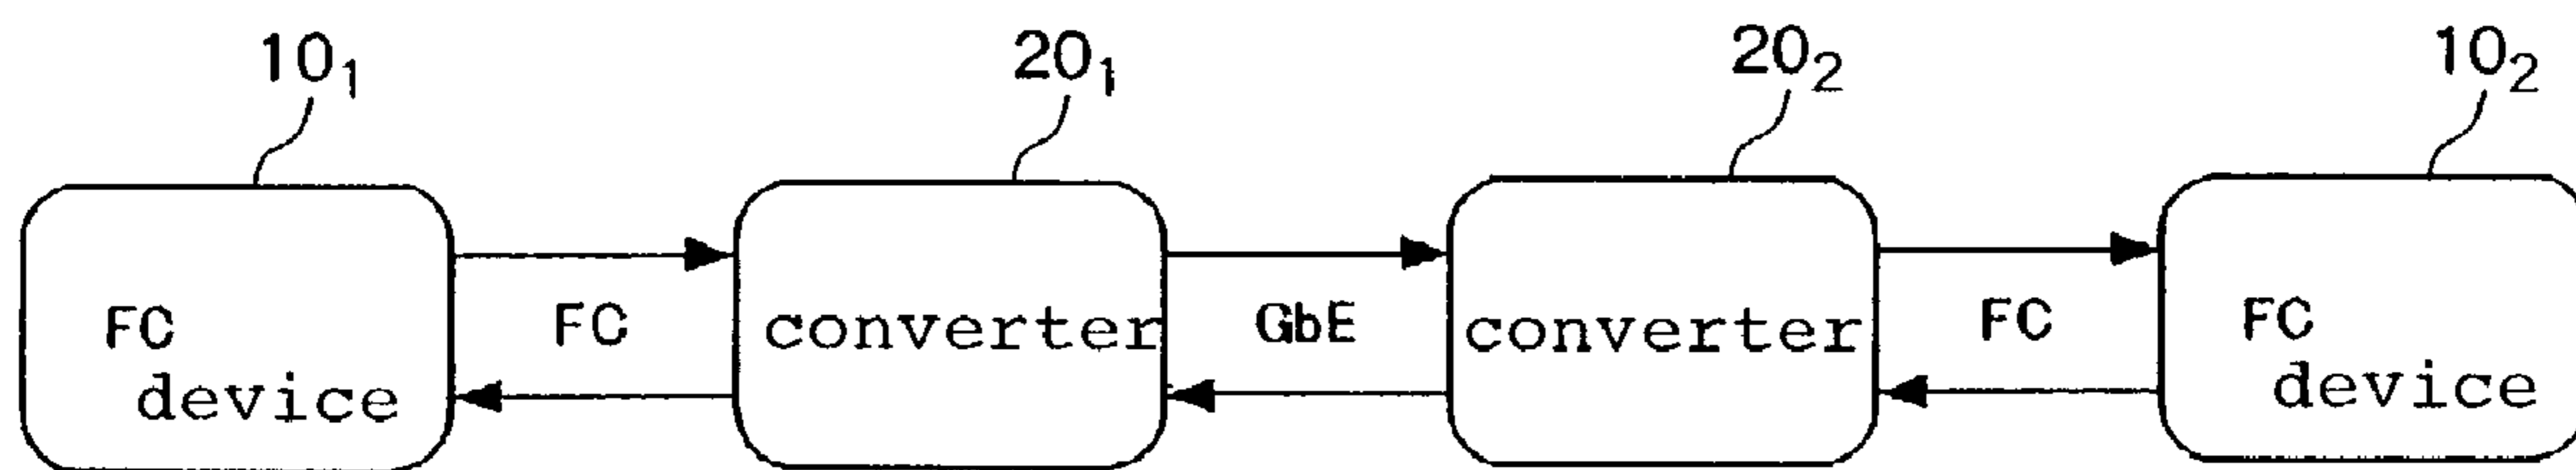 10₁ 20₁ 20₂ 10₂
FC device
FC
converter
GbE
converter
FC
FC device